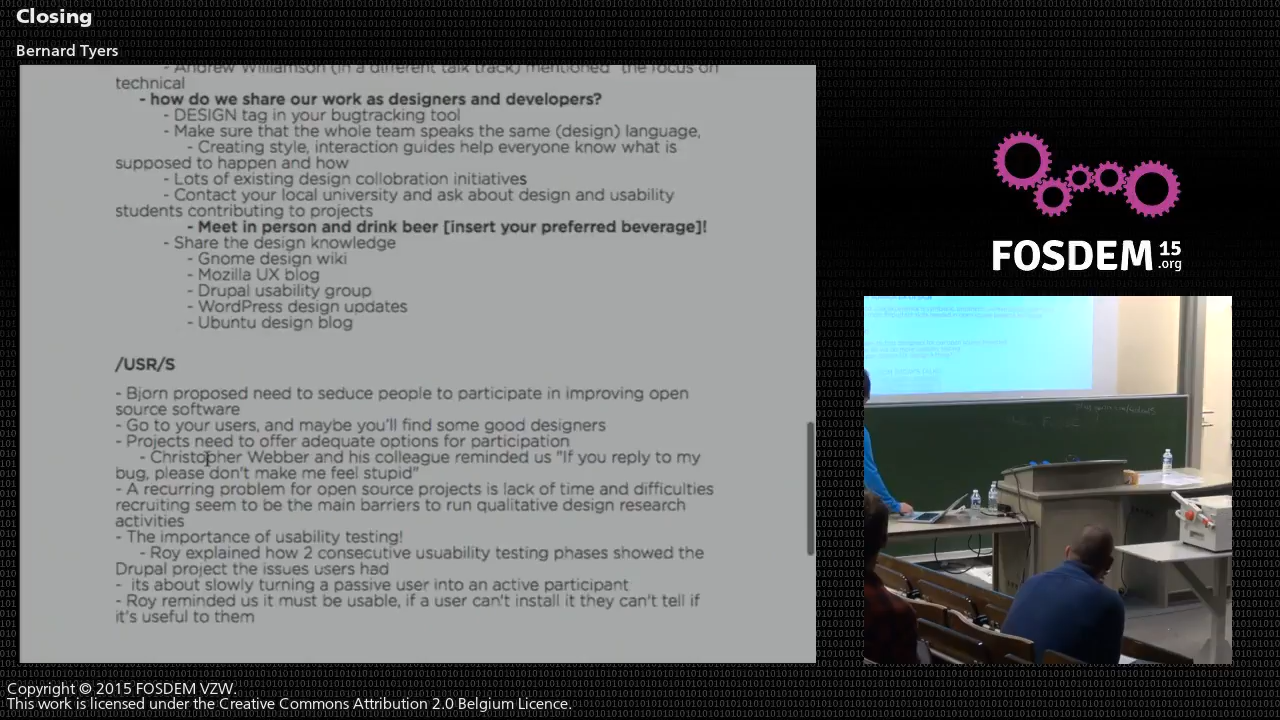 Closing
Bernard Tyers
- Andrew Williamson (in a different talk track) mentioned "the focus on
technical
- how do we share our work as designers and developers?
- DESIGN tag in your bugtracking tool
- Make sure that the whole team speaks the same (design) language,
- Creating style, interaction guides help everyone know what is
supposed to happen and how
- Lots of existing design collobration initiatives
- Contact your local university and ask about design and usability
students contributing to projects
- Meet in person and drink beer [insert your preferred beverage]!
- Share the design knowledge
- Gnome design wiki
- Mozilla UX blog
- Drupal usability group
- WordPress design updates
- Ubuntu design blog
/USR/S
- Bjorn proposed need to seduce people to participate in improving open
source software
- Go to your users, and maybe you'll find some good designers
- Projects need to offer adequate options for participation
- Christopher Webber and his colleague reminded us "If you reply to my
bug, please don't make me feel stupid"
- A recurring problem for open source projects is lack of time and difficulties
recruiting seem to be the main barriers to run qualitative design research
activities
- The importance of usability testing!
- Roy explained how 2 consecutive usuability testing phases showed the
Drupal project the issues users had
- its about slowly turning a passive user into an active participant
- Roy reminded us it must be usable, if a user can't install it they can't tell if
it's useful to them
FOSDEM 15
.org
Copyright © 2015 FOSDEM VZW.
This work is licensed under the Creative Commons Attribution 2.0 Belgium Licence.